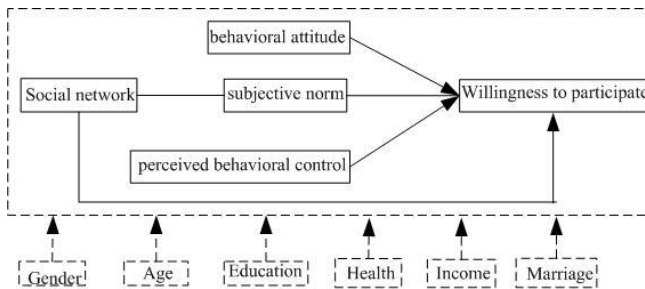 behavioral attitude
Social network
subjective norm
Willingness to participate
perceived behavioral control
Gender
Age
Education
Health
Income
Marriage